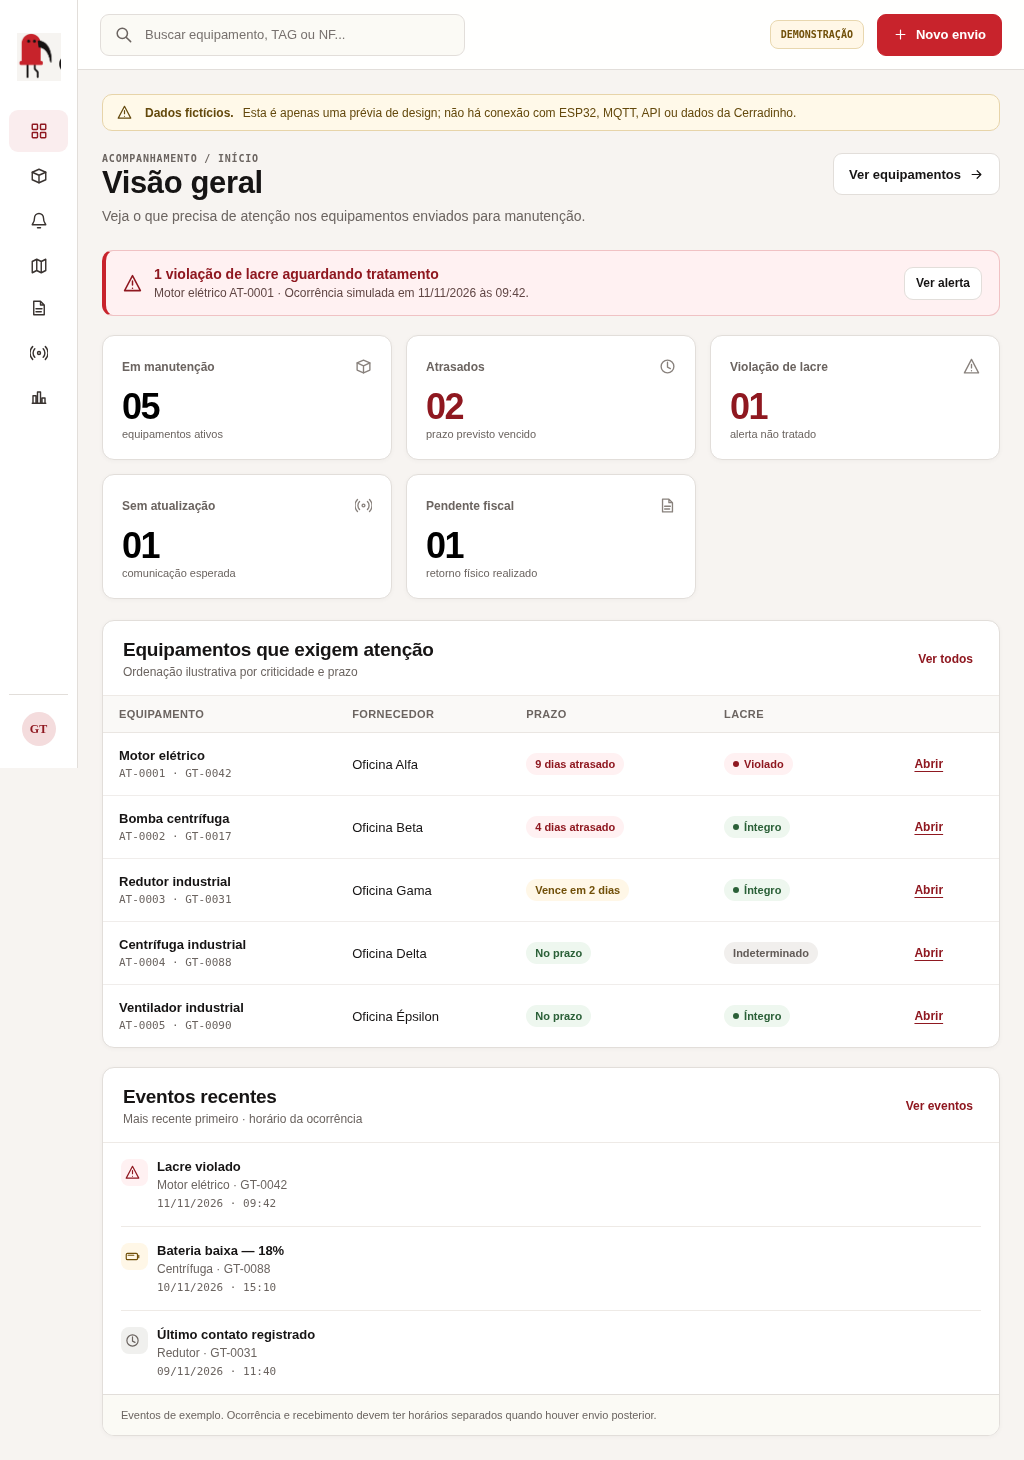 Buscar equipamento, TAG ou NF...
DEMONSTRAÇÃO
Novo envio
Dados fictícios. Esta é apenas uma prévia de design; não há conexão com ESP32, MQTT, API ou dados da Cerradinho.
ACOMPANHAMENTO / INÍCIO
Visão geral
Veja o que precisa de atenção nos equipamentos enviados para manutenção.
Ver equipamentos
1 violação de lacre aguardando tratamento
Motor elétrico AT-0001 · Ocorrência simulada em 11/11/2026 às 09:42.
Ver alerta
Em manutenção
05
equipamentos ativos
Atrasados
02
prazo previsto vencido
Violação de lacre
01
alerta não tratado
Sem atualização
01
comunicação esperada
Pendente fiscal
01
retorno físico realizado
Equipamentos que exigem atenção
Ordenação ilustrativa por criticidade e prazo
Ver todos
EQUIPAMENTO FORNECEDOR PRAZO LACRE
Motor elétrico
AT-0001 · GT-0042
Oficina Alfa
9 dias atrasado
Violado
Abrir
Bomba centrífuga
AT-0002 · GT-0017
Oficina Beta
4 dias atrasado
Íntegro
Abrir
Redutor industrial
AT-0003 · GT-0031
Oficina Gama
Vence em 2 dias
Íntegro
Abrir
Centrífuga industrial
AT-0004 · GT-0088
Oficina Delta
No prazo
Indeterminado
Abrir
Ventilador industrial
AT-0005 · GT-0090
Oficina Épsilon
No prazo
Íntegro
Abrir
GT
Eventos recentes
Mais recente primeiro · horário da ocorrência
Ver eventos
Lacre violado
Motor elétrico · GT-0042
11/11/2026 · 09:42
Bateria baixa — 18%
Centrífuga · GT-0088
10/11/2026 · 15:10
Último contato registrado
Redutor · GT-0031
09/11/2026 · 11:40
Eventos de exemplo. Ocorrência e recebimento devem ter horários separados quando houver envio posterior.